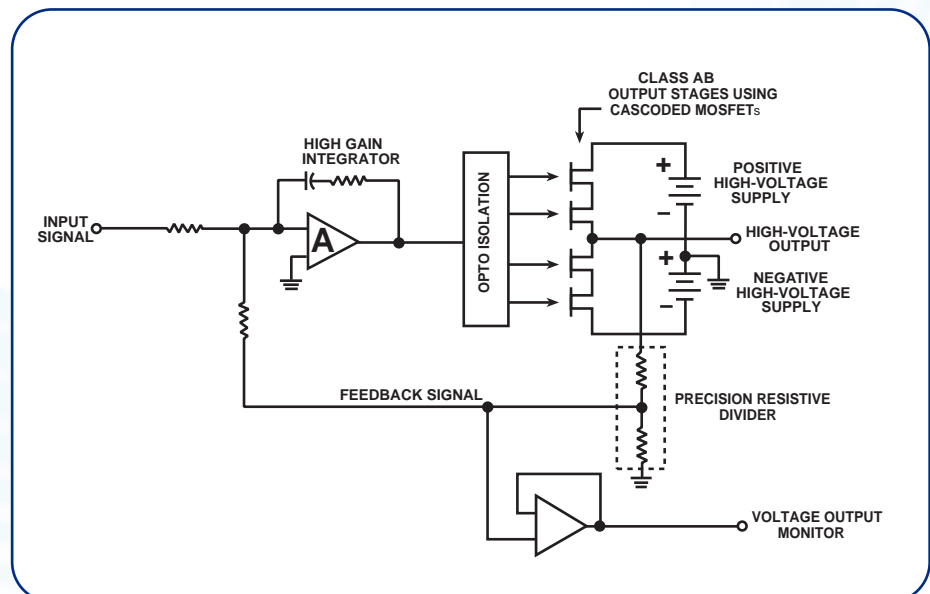 CLASS AB
OUTPUT STAGES USING
CASCODED MOSFETs
HIGH GAIN
INTEGRATOR
INPUT
SIGNAL
A
OPTO ISOLATION
+
–
POSITIVE
HIGH-VOLTAGE
SUPPLY
HIGH-VOLTAGE
OUTPUT
+
–
NEGATIVE
HIGH-VOLTAGE
SUPPLY
FEEDBACK SIGNAL
PRECISION RESISTIVE
DIVIDER
VOLTAGE OUTPUT
MONITOR